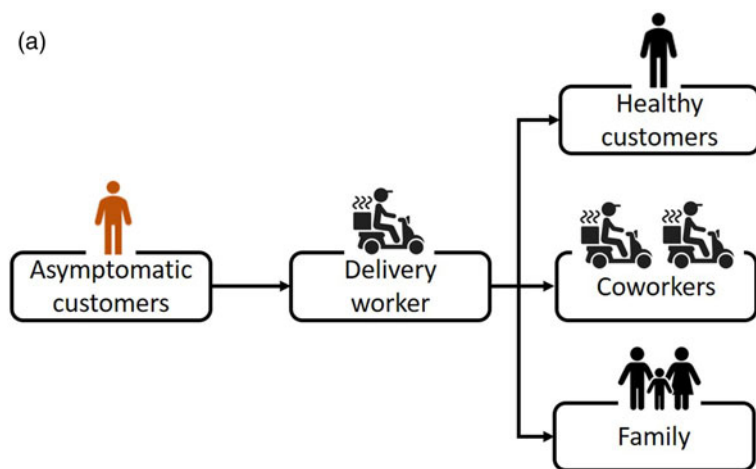 (a)
Healthy
customers
Asymptomatic
customers
Delivery
worker
Coworkers
Family